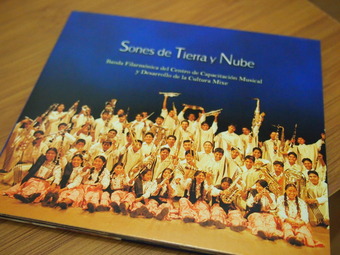 Sones de Tierra y Nube
Banda Filarmónica del Centro de Capacitación Musical
y Desarrollo de la Cultura Mixe